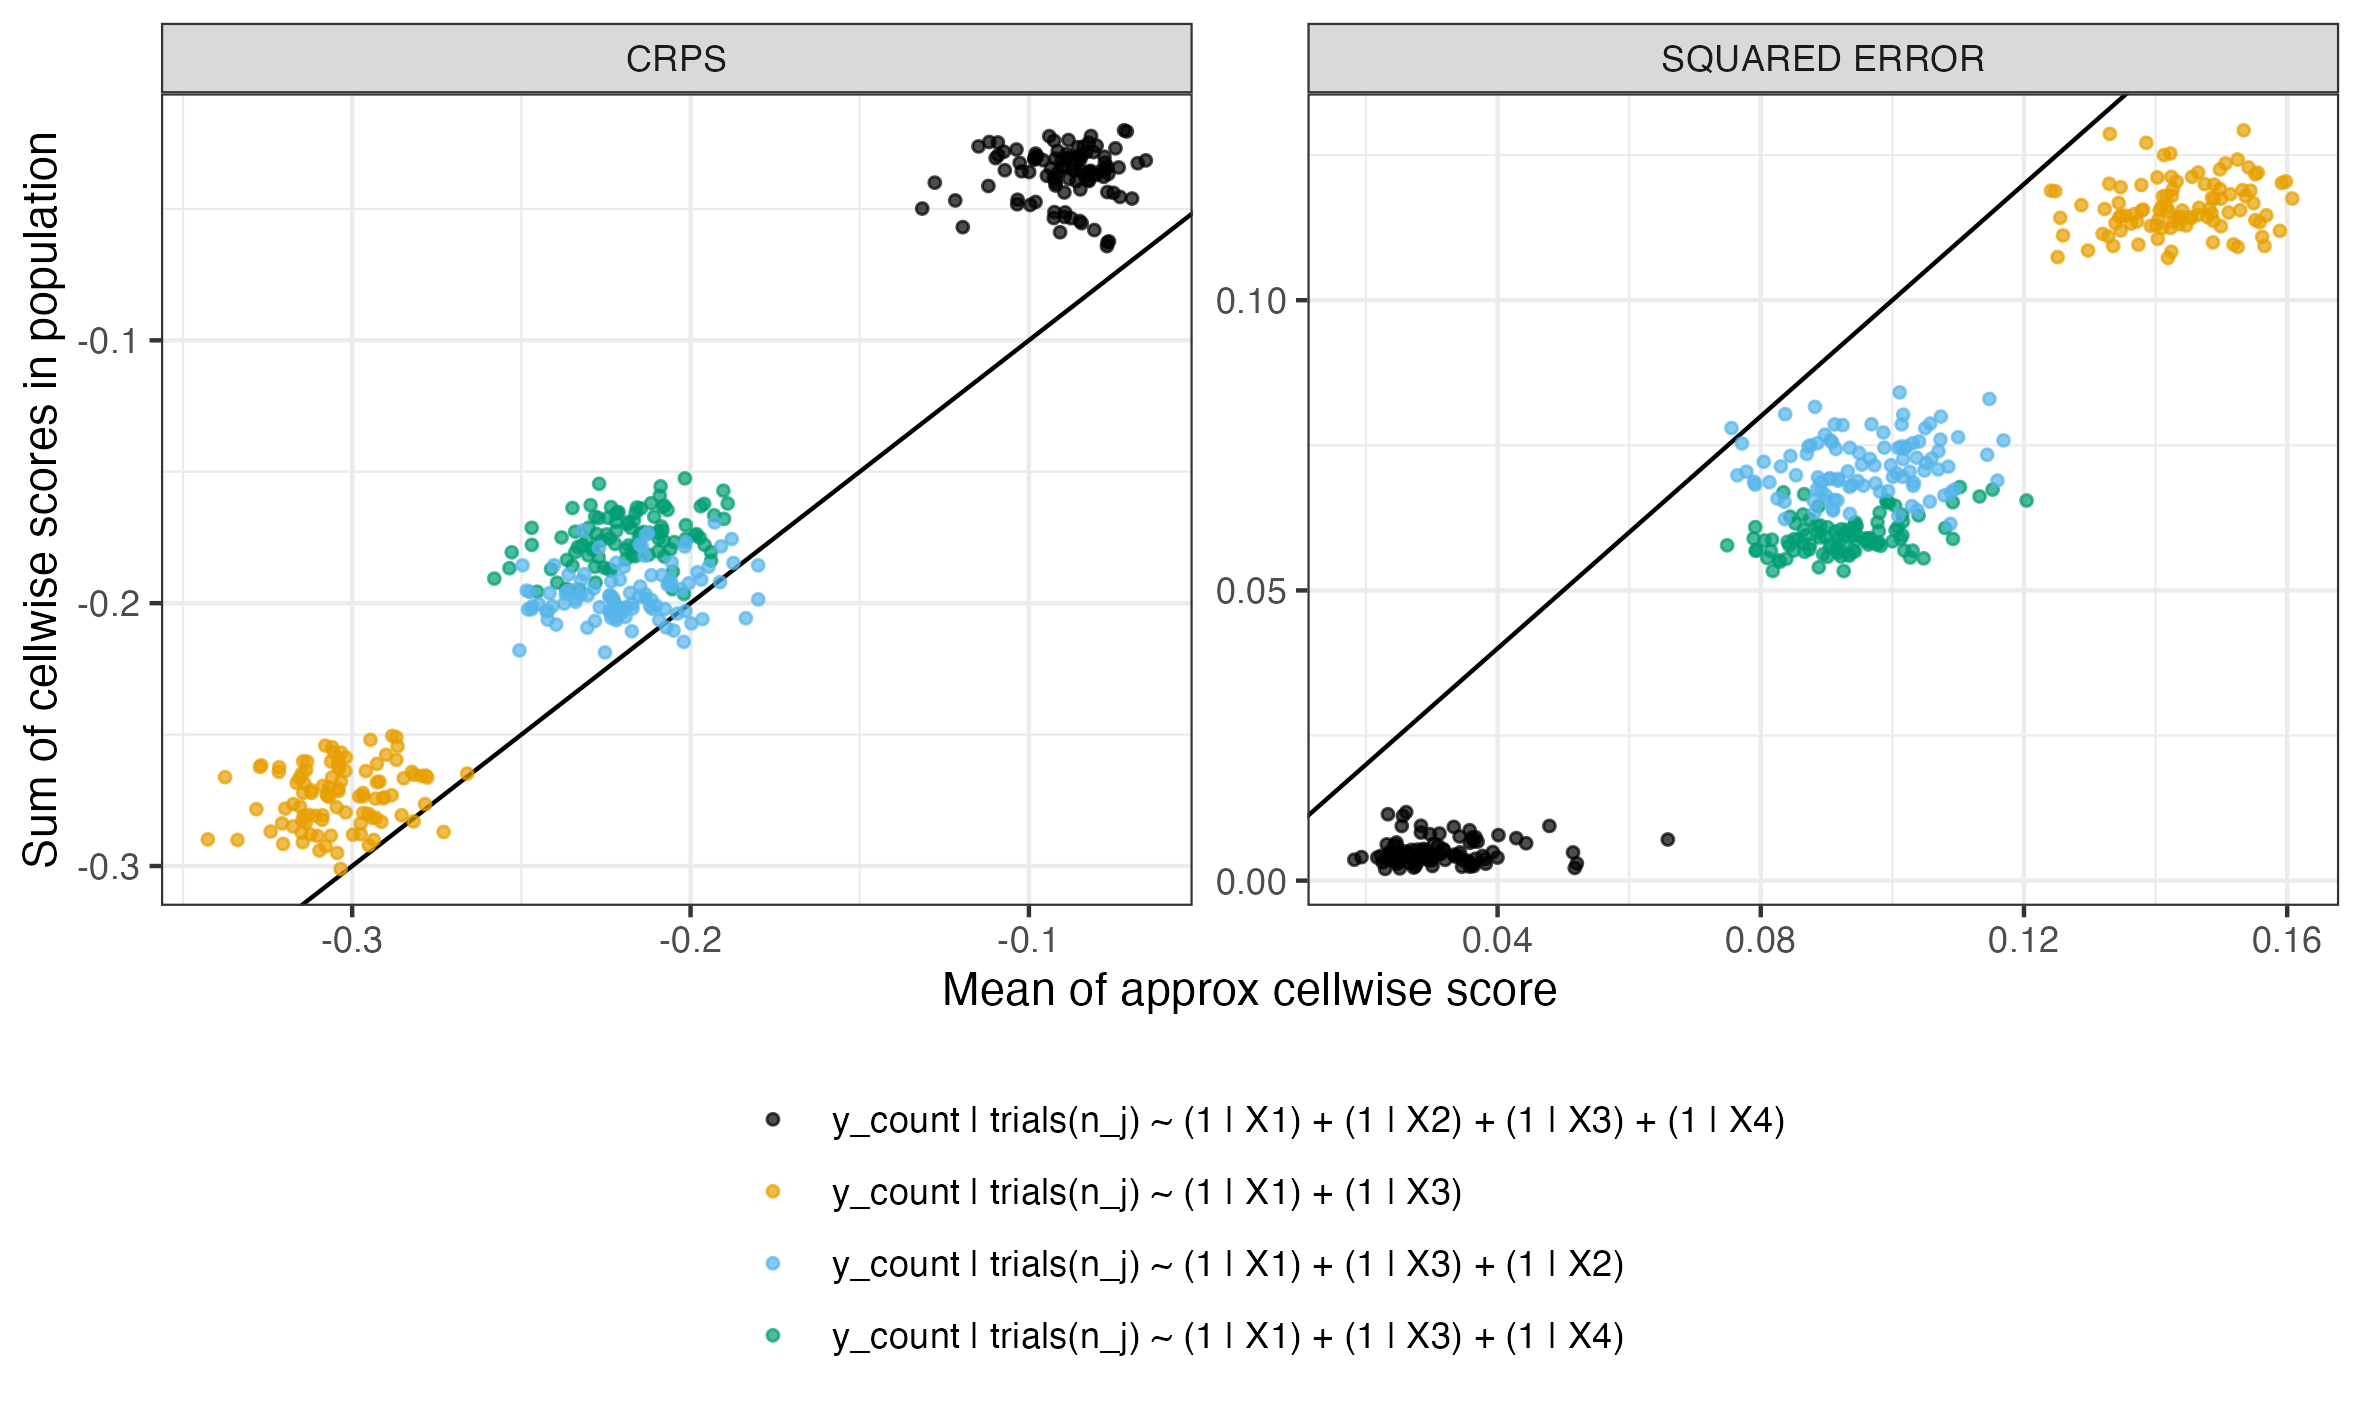 CRPS
SQUARED ERROR
Sum of cellwise scores in population
-0.1
-0.2
-0.3
0.10
0.05
0.00
-0.3 -0.2 -0.1
0.04 0.08 0.12 0.16
Mean of approx cellwise score
y_count | trials(n_j) ~ (1 | X1) + (1 | X2) + (1 | X3) + (1 | X4)
y_count | trials(n_j) ~ (1 | X1) + (1 | X3)
y_count | trials(n_j) ~ (1 | X1) + (1 | X3) + (1 | X2)
y_count | trials(n_j) ~ (1 | X1) + (1 | X3) + (1 | X4)